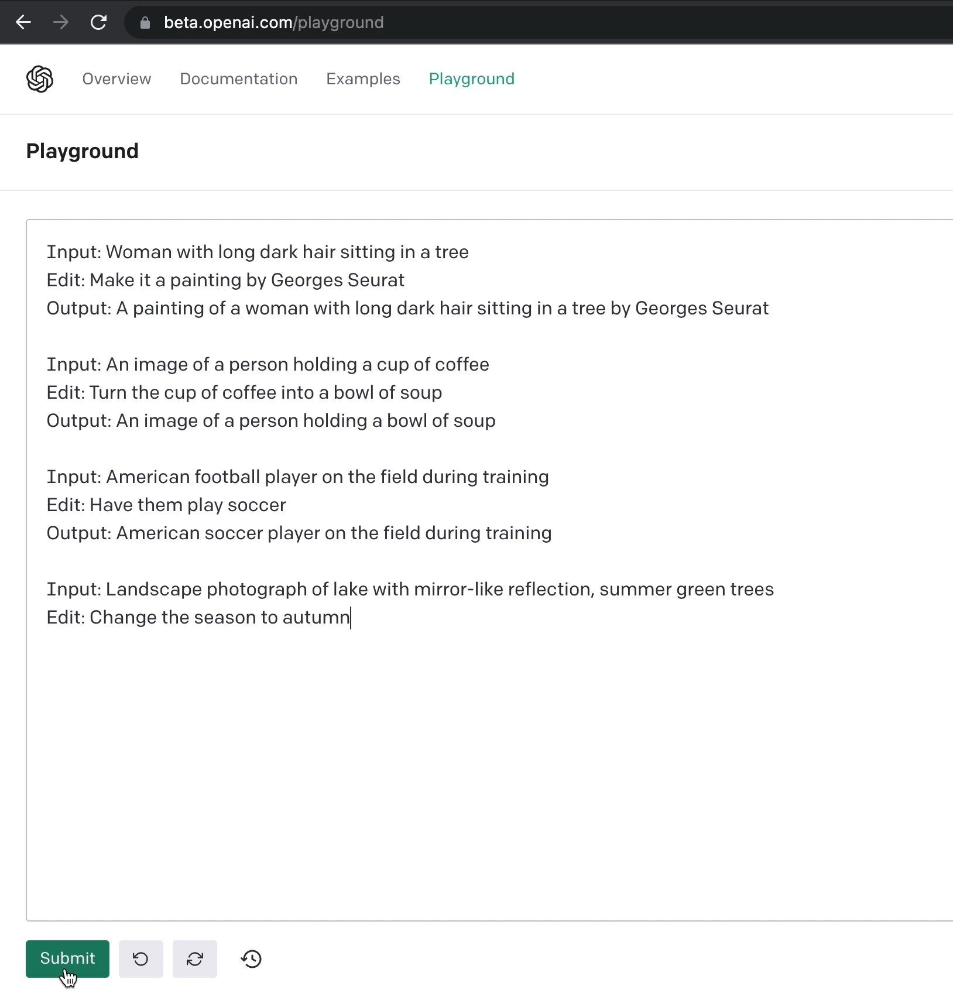 beta.openai.com/playground
Overview Documentation Examples Playground
Playground
Input: Woman with long dark hair sitting in a tree
Edit: Make it a painting by Georges Seurat
Output: A painting of a woman with long dark hair sitting in a tree by Georges Seurat
Input: An image of a person holding a cup of coffee
Edit: Turn the cup of coffee into a bowl of soup
Output: An image of a person holding a bowl of soup
Input: American football player on the field during training
Edit: Have them play soccer
Output: American soccer player on the field during training
Input: Landscape photograph of lake with mirror-like reflection, summer green trees
Edit: Change the season to autumn
Submit